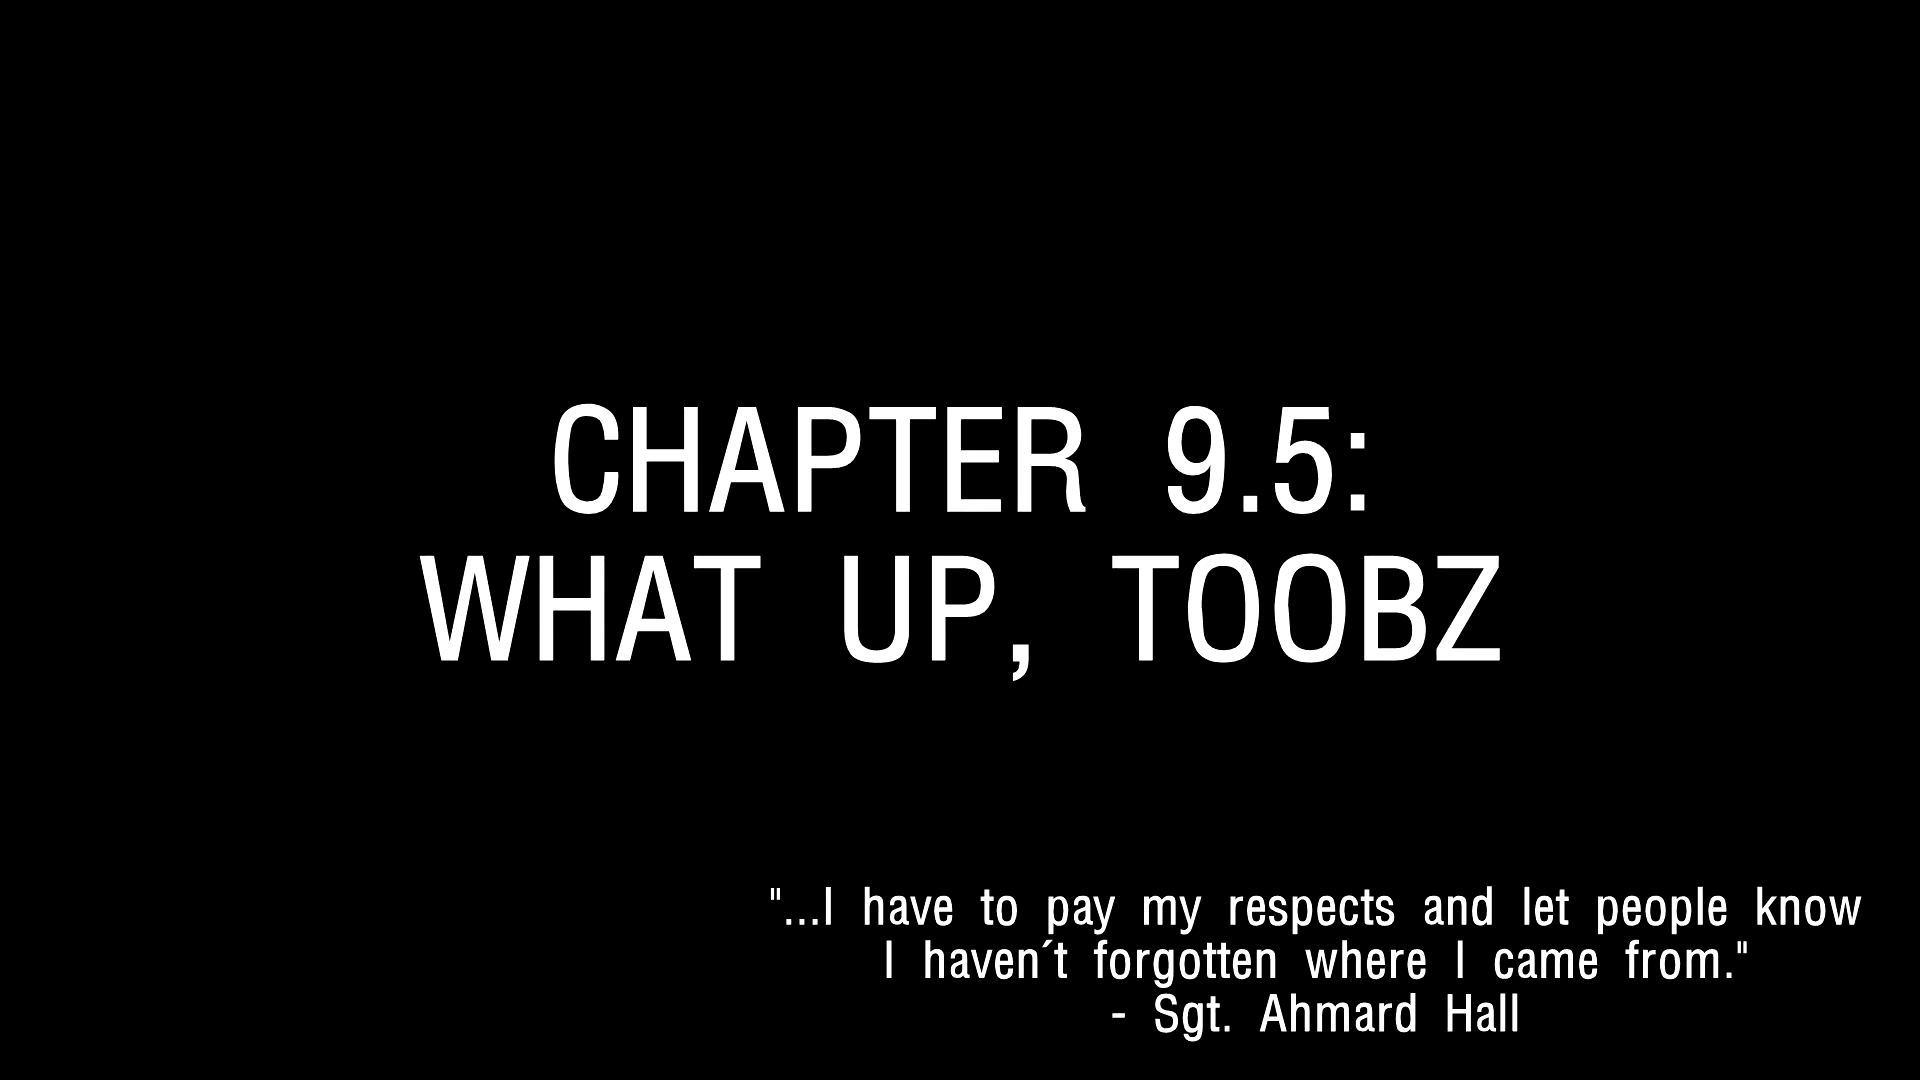 CHAPTER 9.5:
WHAT UP, TOOBZ
"...I have to pay my respects and let people know
I haven´t forgotten where I came from."
- Sgt. Ahmard Hall